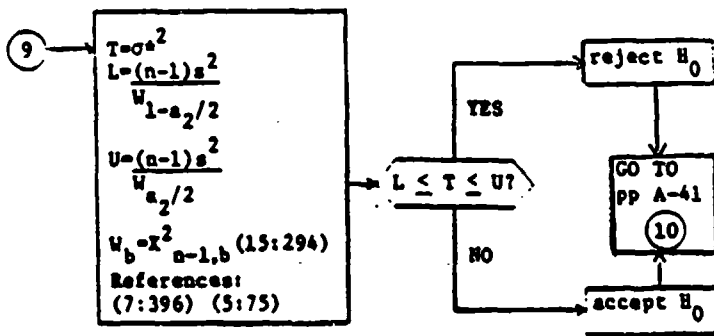 9
T=σ*²
L=(n-1)s²
W1-a2/2
U=(n-1)s²
Wa2/2
Wb=X²n-1,b (15:294)
References:
(7:396) (5:75)
L ≤ T ≤ U?
YES
NO
reject H0
GO TO
pp A-41
10
accept H0